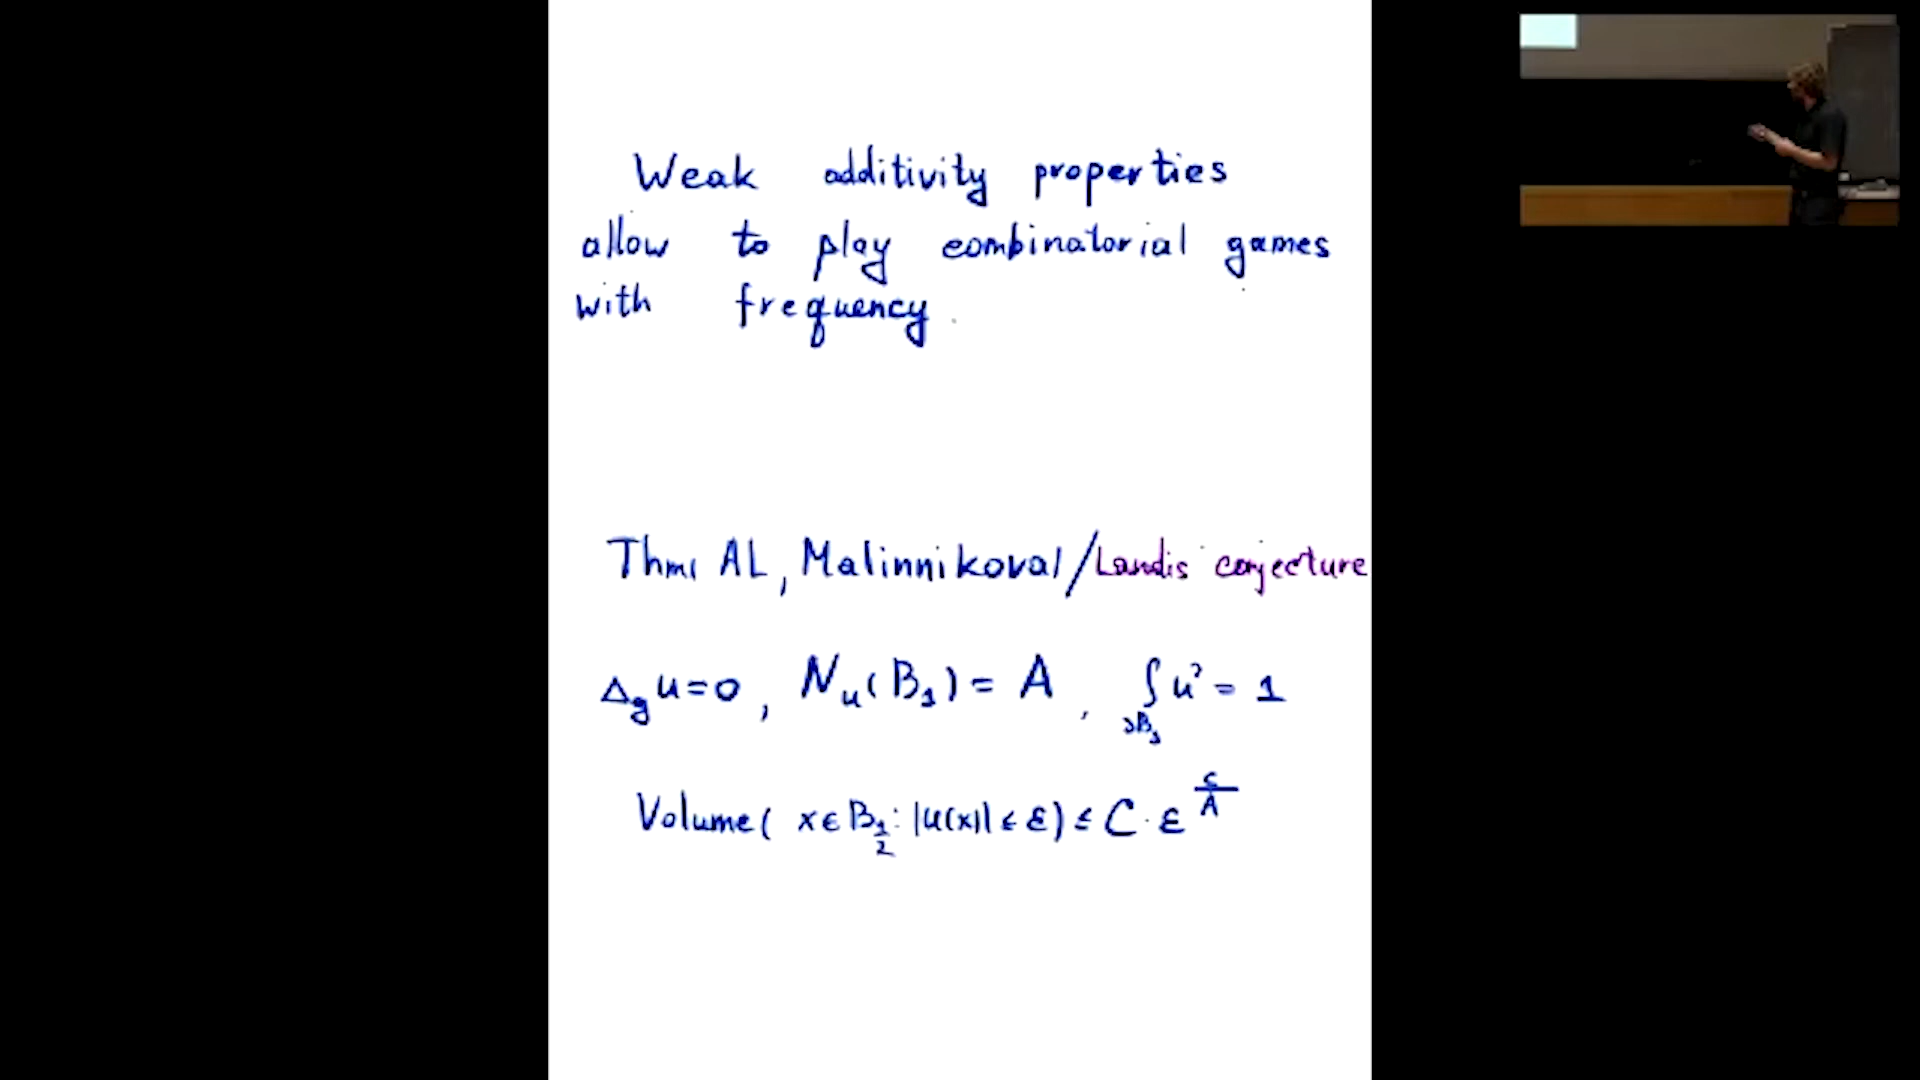 Weak additivity properties
allow to play combinatorial games
with frequency.
Thm( AL, Malinnikova)/Landis conjecture
Δ_g u=0, N_u(B_1) = A, ∫_{∂B_1} u² = 1
Volume( x∈B_{1/2}: |u(x)| ≤ ε) ≤ C·ε^{c/A}